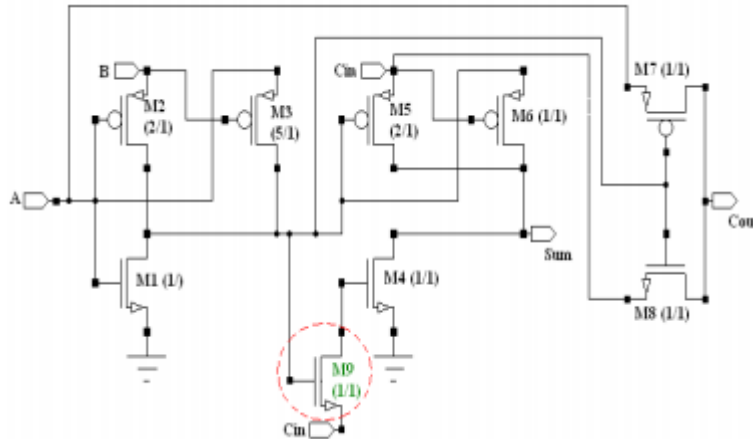 B
M2
(2/1)
M3
(5/1)
Cin
M5
(2/1)
M6 (1/1)
M7 (1/1)
A
Cou
Sum
M1 (1/)
M4 (1/1)
M8 (1/1)
M9
(1/1)
Cin